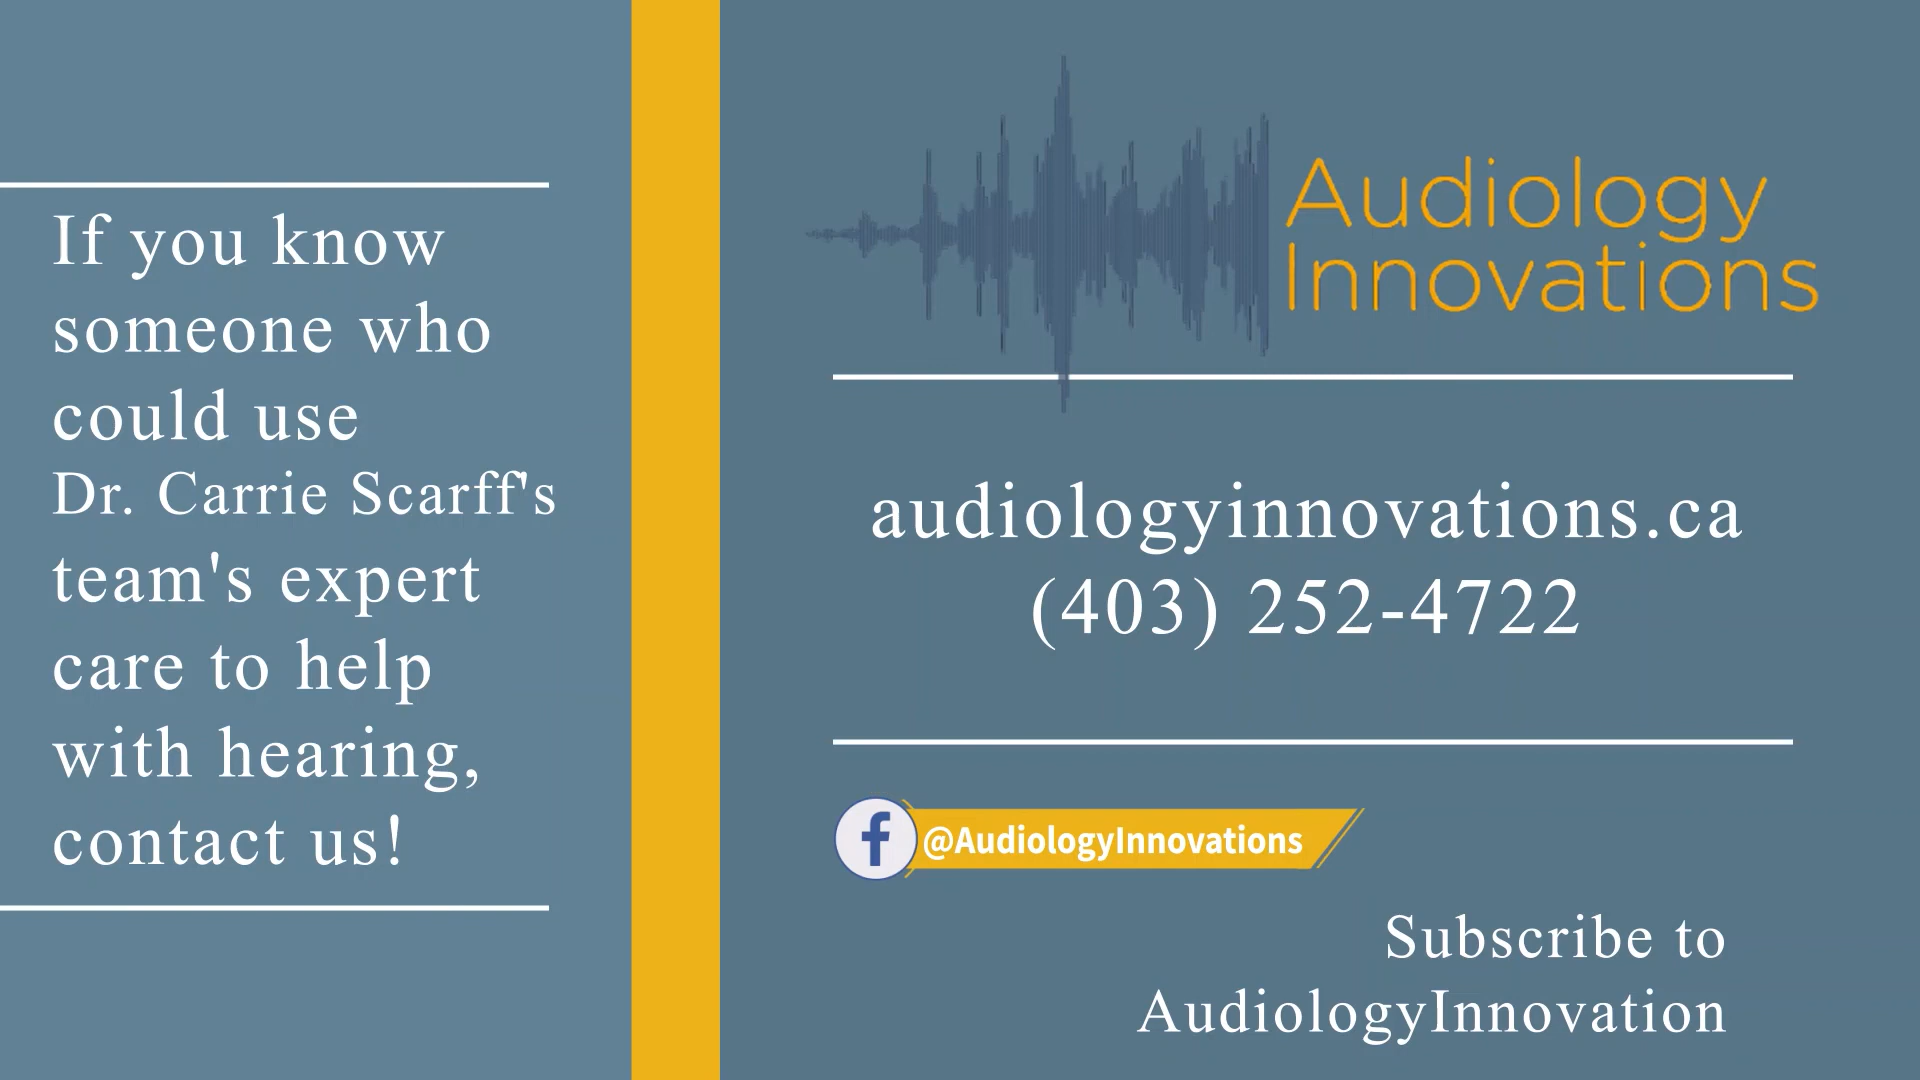 If you know
someone who
could use
Dr. Carrie Scarff's
team's expert
care to help
with hearing,
contact us!
Audiology
Innovations
audiologyinnovations.ca
(403) 252-4722
@AudiologyInnovations
Subscribe to
AudiologyInnovation